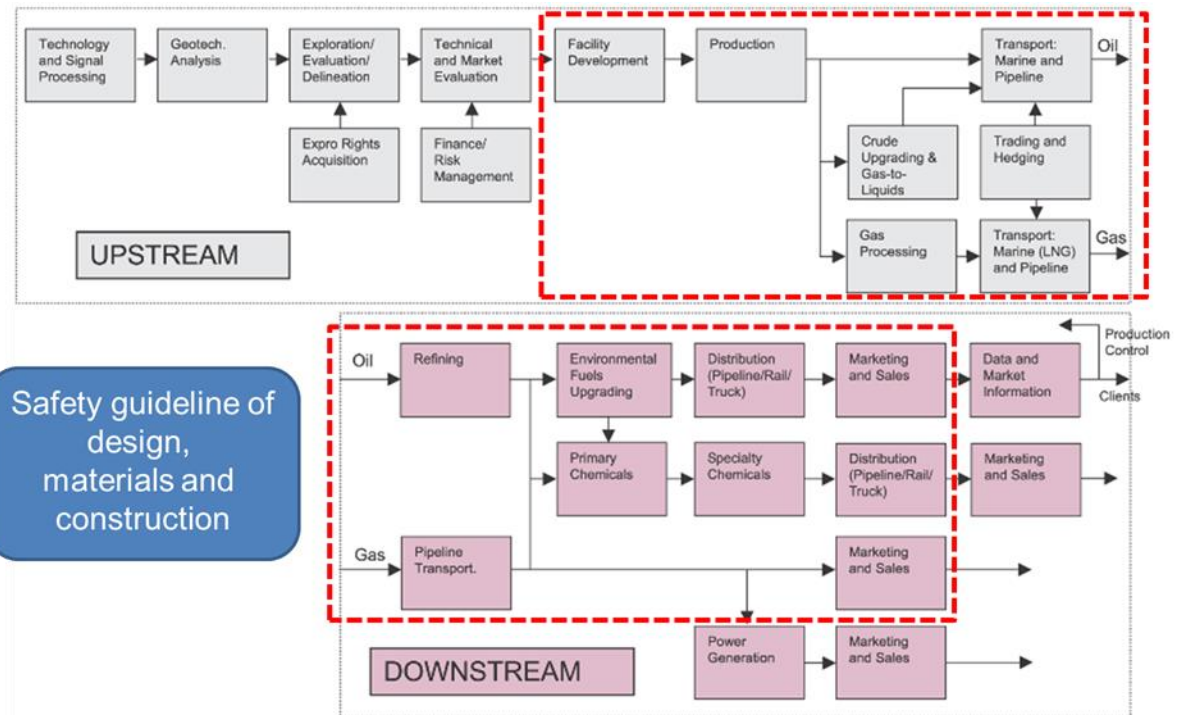 Technology
and Signal
Processing
Geotech.
Analysis
Exploration/
Evaluation/
Delineation
Technical
and Market
Evaluation
Facility
Development
Production
Transport:
Marine and
Pipeline
Oil
Expro Rights
Acquisition
Finance/
Risk
Management
Crude
Upgrading &
Gas-to-
Liquids
Trading and
Hedging
UPSTREAM
Gas
Processing
Transport:
Marine (LNG)
and Pipeline
Gas
Safety guideline of
design,
materials and
construction
Oil
Refining
Environmental
Fuels
Upgrading
Distribution
(Pipeline/Rail/
Truck)
Marketing
and Sales
Data and
Market
Information
Production
Control
Clients
Primary
Chemicals
Specialty
Chemicals
Distribution
(Pipeline/Rail/
Truck)
Marketing
and Sales
Gas
Pipeline
Transport.
Marketing
and Sales
DOWNSTREAM
Power
Generation
Marketing
and Sales